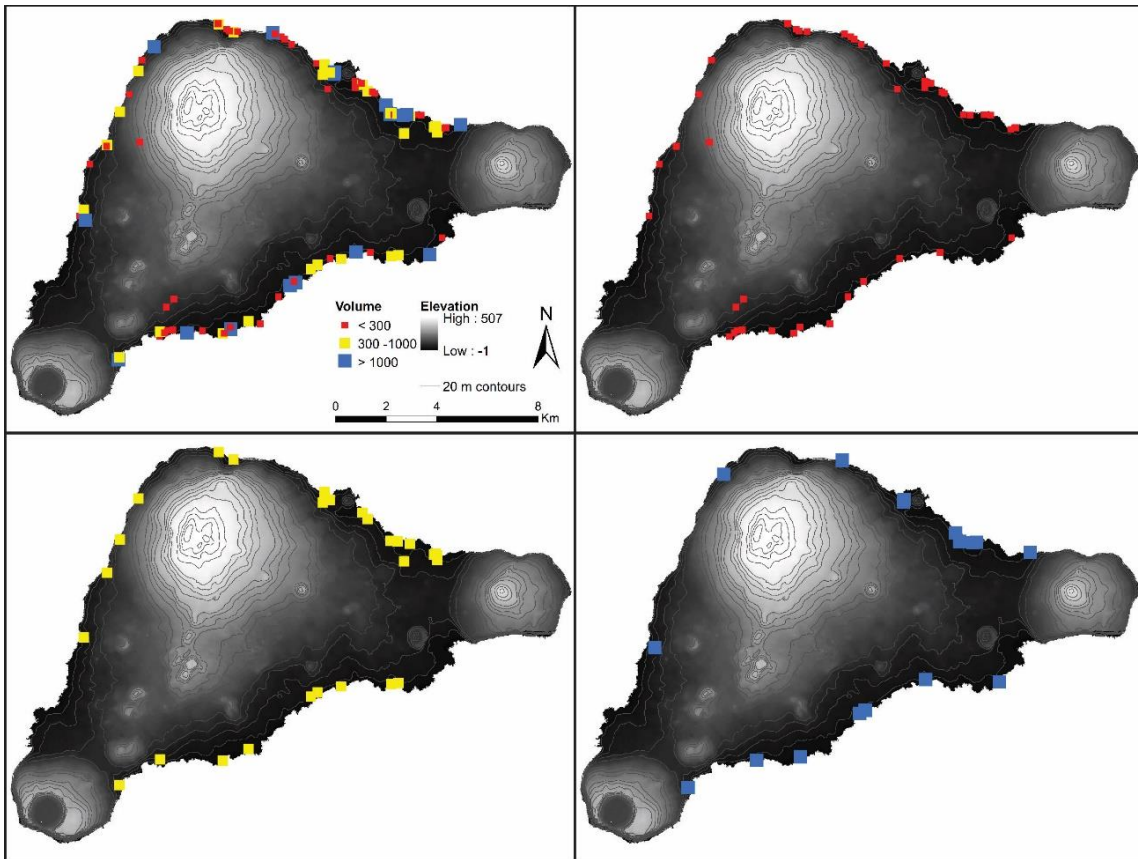 Volume
< 300
300 -1000
> 1000
Elevation
High : 507
Low : -1
20 m contours
N
0 2 4 8
Km